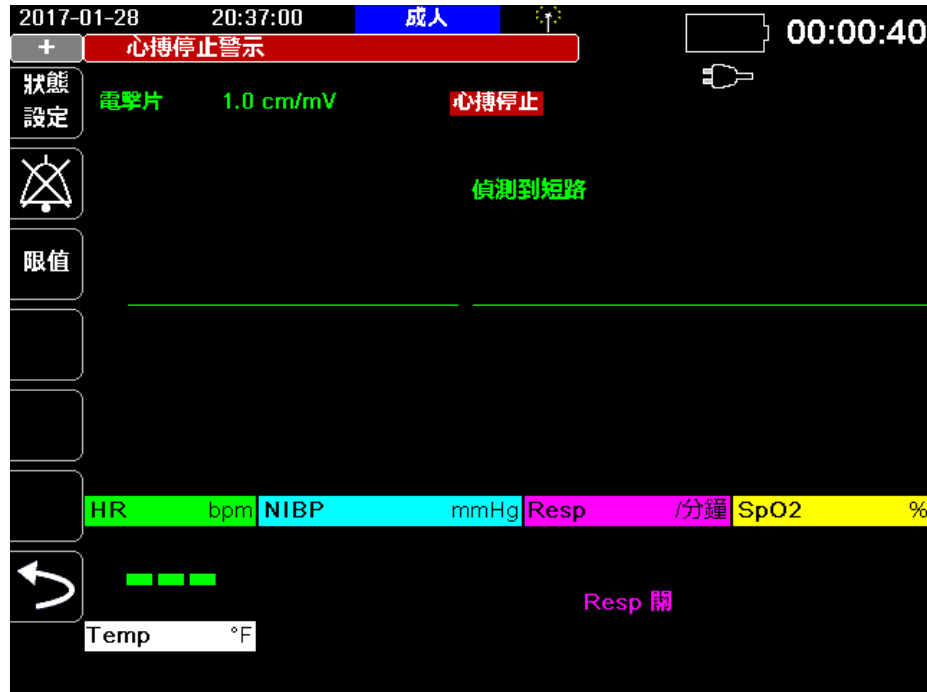 2017-01-28 20:37:00 成人 00:00:40
+ 心搏停止警示
狀態
設定
電擊片 1.0 cm/mV 心搏停止
偵測到短路
限值
HR bpm NIBP mmHg Resp /分鐘 SpO2 %
---
Resp 關
Temp °F